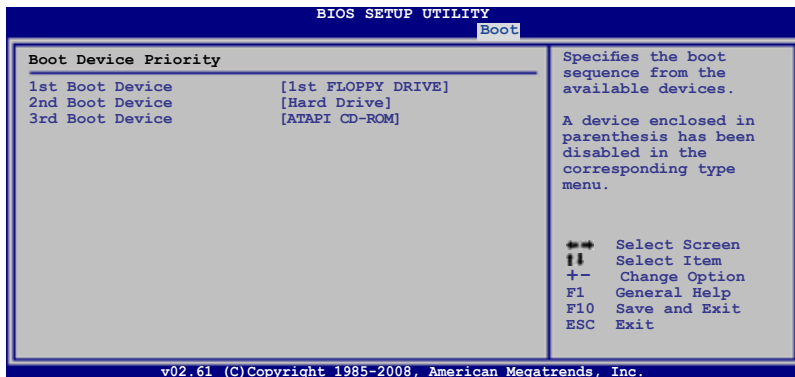 BIOS SETUP UTILITY
Boot
Boot Device Priority
1st Boot Device [1st FLOPPY DRIVE]
2nd Boot Device [Hard Drive]
3rd Boot Device [ATAPI CD-ROM]
Specifies the boot
sequence from the
available devices.
A device enclosed in
parenthesis has been
disabled in the
corresponding type
menu.
←→ Select Screen
↑↓ Select Item
+- Change Option
F1 General Help
F10 Save and Exit
ESC Exit
v02.61 (C)Copyright 1985-2008, American Megatrends, Inc.